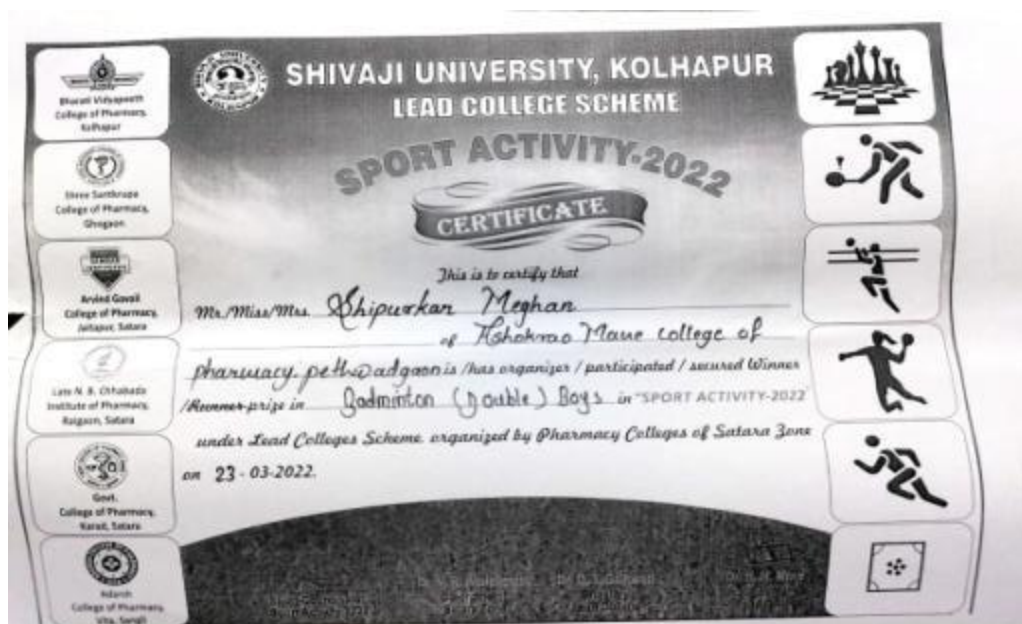 SHIVAJI UNIVERSITY, KOLHAPUR
LEAD COLLEGE SCHEME
SPORT ACTIVITY-2022
CERTIFICATE
This is to certify that
Mr./Miss/Mrs. Shipurkar Meghan
of Ashokrao Mane college of
pharmacy. peth is /has organizer / participated / secured Winner
/Runner prize in Badminton (Double) Boys in "SPORT ACTIVITY-2022
under Lead Colleges Scheme organized by Pharmacy Colleges of Satara Zone
on 23-03-2022.
Bharati Vidyapeeth
College of Pharmacy,
Kolhapur
Shree Santkrupa
College of Pharmacy,
Ghogaon
Arvind Gavali
College of Pharmacy,
Jaitapur, Satara
Late N. R.
Institute of Pharmacy,
Raigaon, Satara
Govt.
College of Pharmacy,
Karad, Satara
Adarsh
College of Pharmacy,
Vita, Sangli